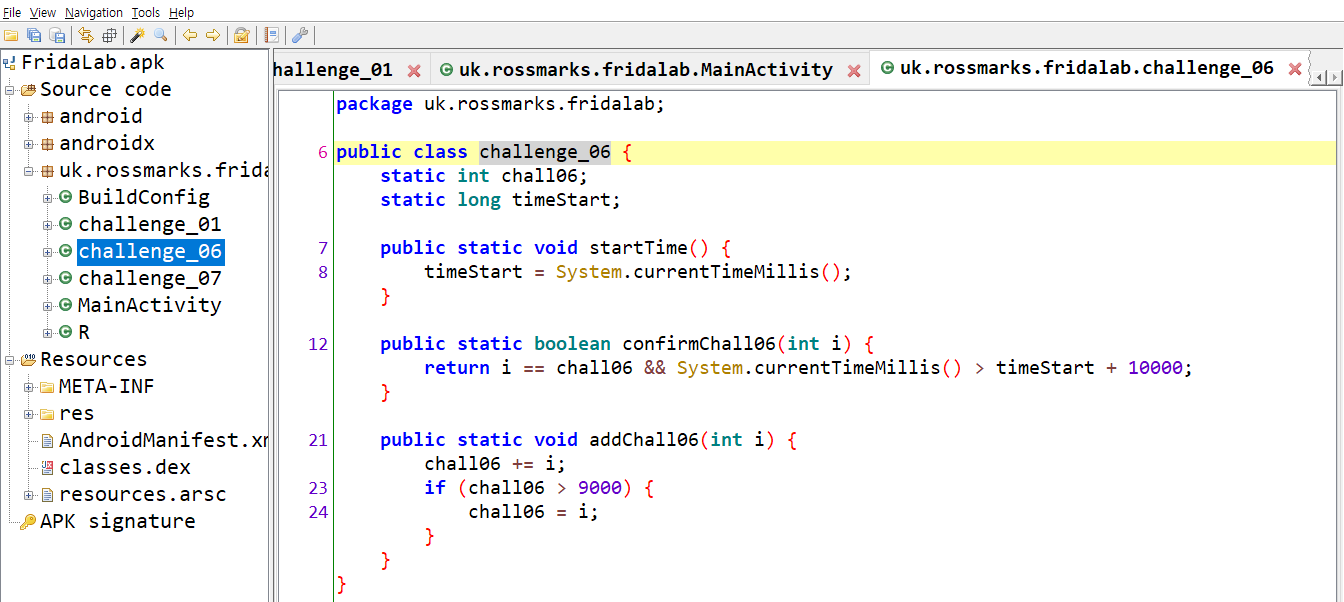 File View Navigation Tools Help
FridaLab.apk
Source code
android
androidx
uk.rossmarks.frida
BuildConfig
challenge_01
challenge_06
challenge_07
MainActivity
R
Resources
META-INF
res
AndroidManifest.xm
classes.dex
resources.arsc
APK signature
hallenge_01 uk.rossmarks.fridalab.MainActivity uk.rossmarks.fridalab.challenge_06
package uk.rossmarks.fridalab;
6 public class challenge_06 {
static int chall06;
static long timeStart;
7 public static void startTime() {
8 timeStart = System.currentTimeMillis();
}
12 public static boolean confirmChall06(int i) {
return i == chall06 && System.currentTimeMillis() > timeStart + 10000;
}
21 public static void addChall06(int i) {
chall06 += i;
23 if (chall06 > 9000) {
24 chall06 = i;
}
}
}